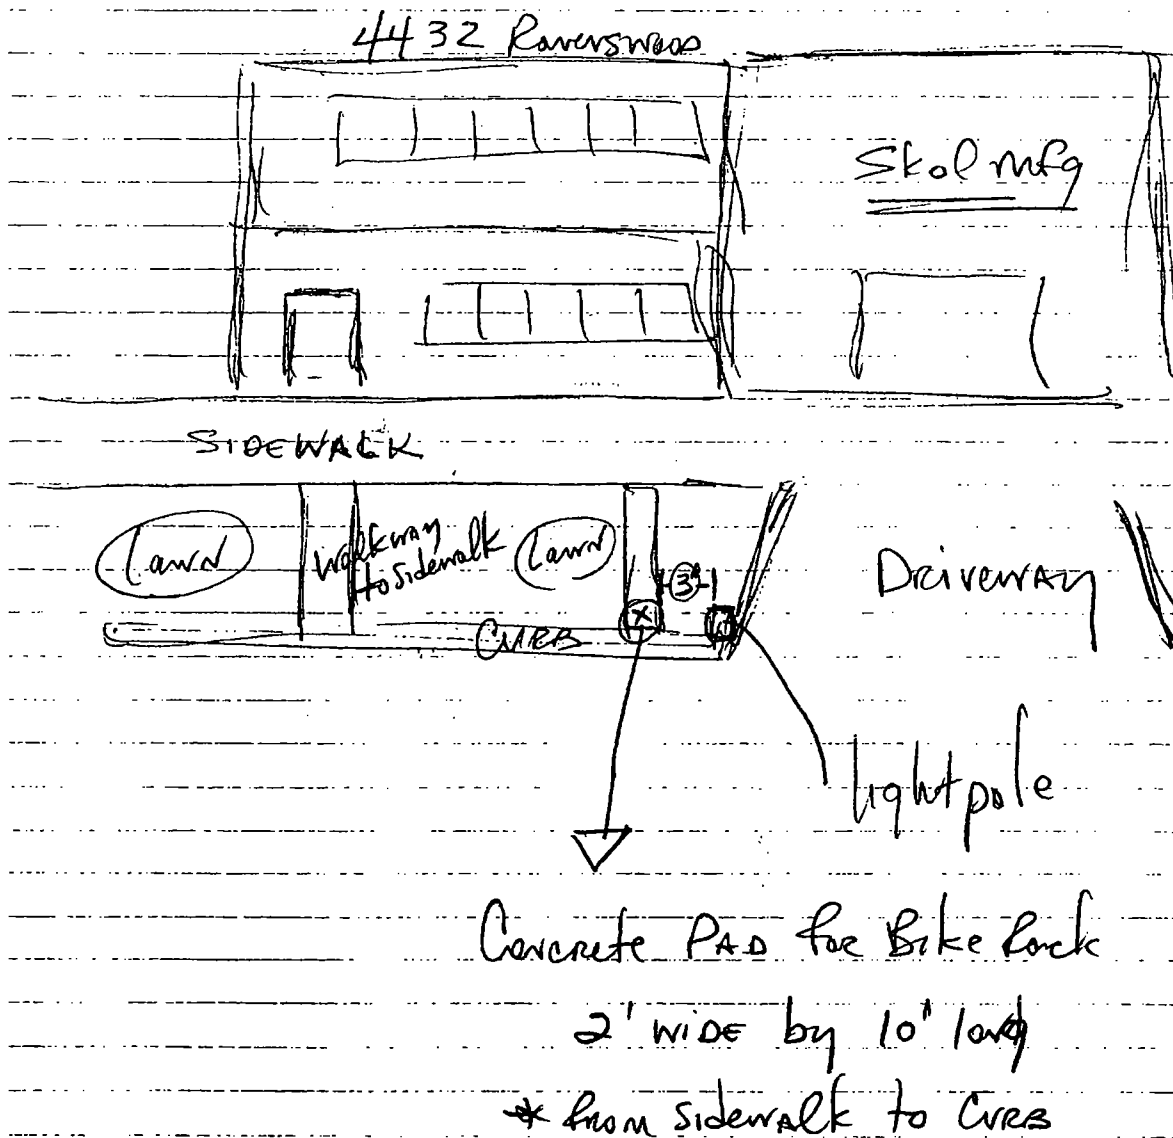 4432 Ravenswood
Skol mfg
SIDEWALK
Lawn
walkway
to sidewalk
Lawn
3'
Driveway
X
CURB
lightpole
Concrete PAD for Bike Rack
2' WIDE by 10' long
* from sidewalk to CURB